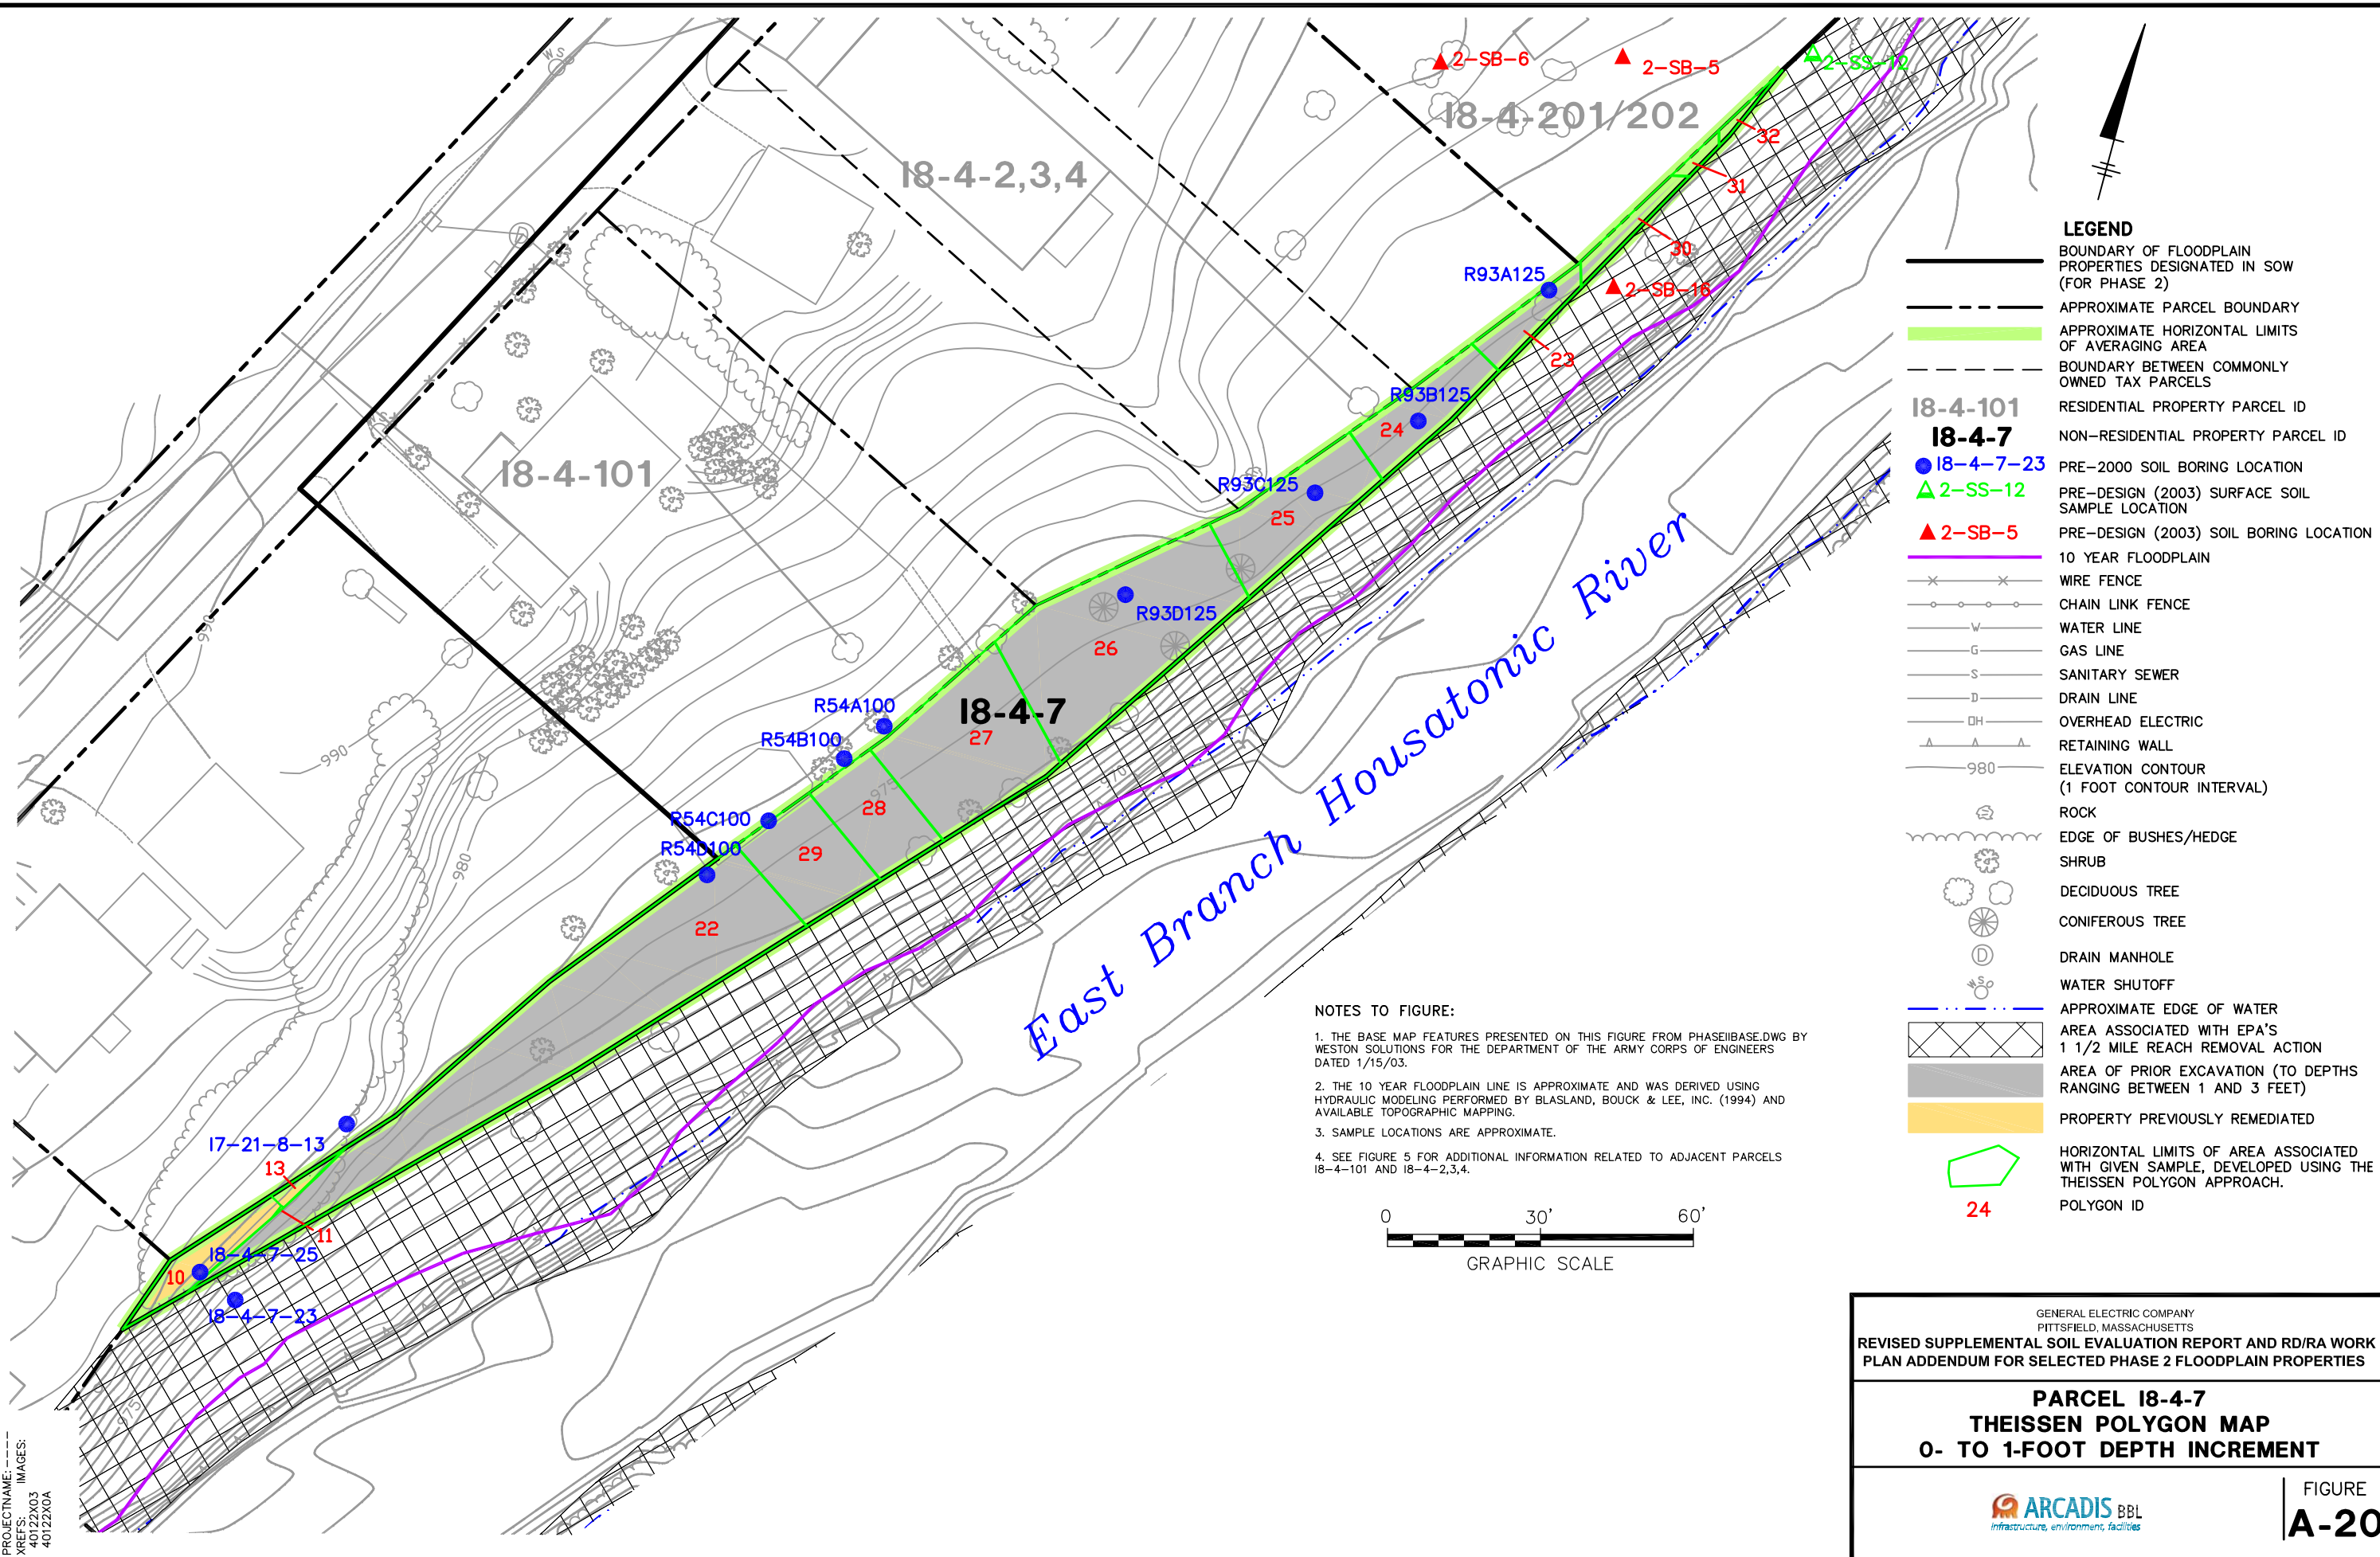 WS
2-SB-6
2-SB-5
2-SS-12
I8-4-201/202
I8-4-2,3,4
32
31
30
R93A125
2-SB-16
23
D
R93B125
24
WS
I8-4-101
R93C125
25
990
R93D125
26
R54A100
I8-4-7
27
R54B100
990
975
970
28
R54C100
R54D100
29
980
22
East Branch Housatonic River
I7-21-8-13
13
11
I8-4-7-25
10
I8-4-7-23
975
LEGEND
BOUNDARY OF FLOODPLAIN
PROPERTIES DESIGNATED IN SOW
(FOR PHASE 2)
APPROXIMATE PARCEL BOUNDARY
APPROXIMATE HORIZONTAL LIMITS
OF AVERAGING AREA
BOUNDARY BETWEEN COMMONLY
OWNED TAX PARCELS
I8-4-101 RESIDENTIAL PROPERTY PARCEL ID
I8-4-7 NON-RESIDENTIAL PROPERTY PARCEL ID
I8-4-7-23 PRE-2000 SOIL BORING LOCATION
2-SS-12 PRE-DESIGN (2003) SURFACE SOIL
SAMPLE LOCATION
2-SB-5 PRE-DESIGN (2003) SOIL BORING LOCATION
10 YEAR FLOODPLAIN
WIRE FENCE
CHAIN LINK FENCE
W WATER LINE
G GAS LINE
S SANITARY SEWER
D DRAIN LINE
OH OVERHEAD ELECTRIC
RETAINING WALL
980 ELEVATION CONTOUR
(1 FOOT CONTOUR INTERVAL)
ROCK
EDGE OF BUSHES/HEDGE
SHRUB
DECIDUOUS TREE
CONIFEROUS TREE
D DRAIN MANHOLE
WS WATER SHUTOFF
APPROXIMATE EDGE OF WATER
AREA ASSOCIATED WITH EPA'S
1 1/2 MILE REACH REMOVAL ACTION
AREA OF PRIOR EXCAVATION (TO DEPTHS
RANGING BETWEEN 1 AND 3 FEET)
PROPERTY PREVIOUSLY REMEDIATED
HORIZONTAL LIMITS OF AREA ASSOCIATED
WITH GIVEN SAMPLE, DEVELOPED USING THE
THEISSEN POLYGON APPROACH.
24 POLYGON ID
NOTES TO FIGURE:
1. THE BASE MAP FEATURES PRESENTED ON THIS FIGURE FROM PHASEIIBASE.DWG BY
WESTON SOLUTIONS FOR THE DEPARTMENT OF THE ARMY CORPS OF ENGINEERS
DATED 1/15/03.
2. THE 10 YEAR FLOODPLAIN LINE IS APPROXIMATE AND WAS DERIVED USING
HYDRAULIC MODELING PERFORMED BY BLASLAND, BOUCK & LEE, INC. (1994) AND
AVAILABLE TOPOGRAPHIC MAPPING.
3. SAMPLE LOCATIONS ARE APPROXIMATE.
4. SEE FIGURE 5 FOR ADDITIONAL INFORMATION RELATED TO ADJACENT PARCELS
I8-4-101 AND I8-4-2,3,4.
0 30' 60'
GRAPHIC SCALE
GENERAL ELECTRIC COMPANY
PITTSFIELD, MASSACHUSETTS
REVISED SUPPLEMENTAL SOIL EVALUATION REPORT AND RD/RA WORK
PLAN ADDENDUM FOR SELECTED PHASE 2 FLOODPLAIN PROPERTIES
PARCEL I8-4-7
THEISSEN POLYGON MAP
0- TO 1-FOOT DEPTH INCREMENT
ARCADIS BBL
Infrastructure, environment, facilities
FIGURE
A-20
PROJECTNAME: ----
XREFS: IMAGES:
40122X03
40122X0A